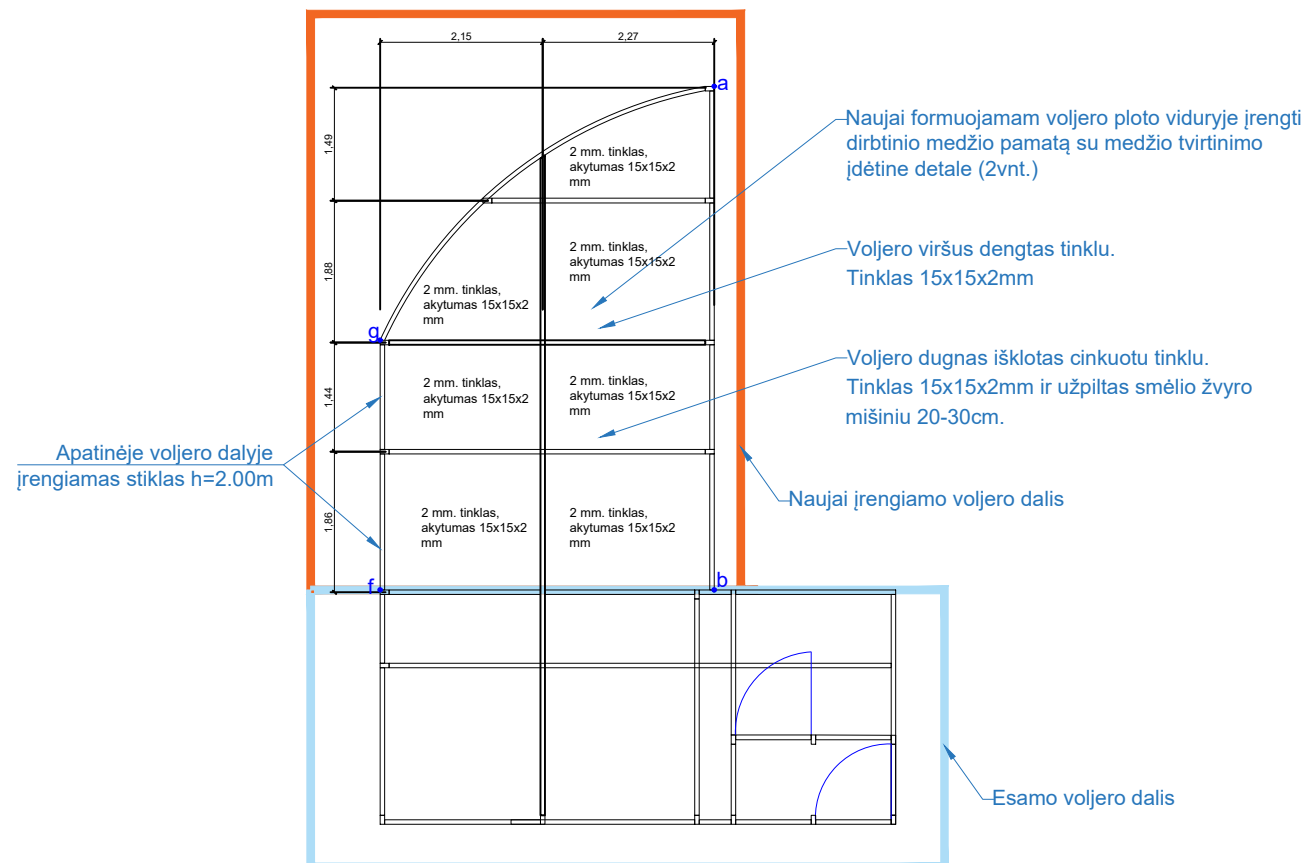 2,15
2,27
a
1,49
Naujai formuojamam voljero ploto viduryje įrengti
dirbtinio medžio pamatą su medžio tvirtinimo
įdėtine detale (2vnt.)
2 mm. tinklas,
akytumas 15x15x2
mm
1,88
2 mm. tinklas,
akytumas 15x15x2
mm
Voljero viršus dengtas tinklu.
Tinklas 15x15x2mm
2 mm. tinklas,
akytumas 15x15x2
mm
g
1,44
2 mm. tinklas,
akytumas 15x15x2
mm
2 mm. tinklas,
akytumas 15x15x2
mm
Voljero dugnas išklotas cinkuotu tinklu.
Tinklas 15x15x2mm ir užpiltas smėlio žvyro
mišiniu 20-30cm.
Apatinėje voljero dalyje
įrengiamas stiklas h=2.00m
Naujai įrengiamo voljero dalis
1,86
2 mm. tinklas,
akytumas 15x15x2
mm
2 mm. tinklas,
akytumas 15x15x2
mm
f
b
Esamo voljero dalis